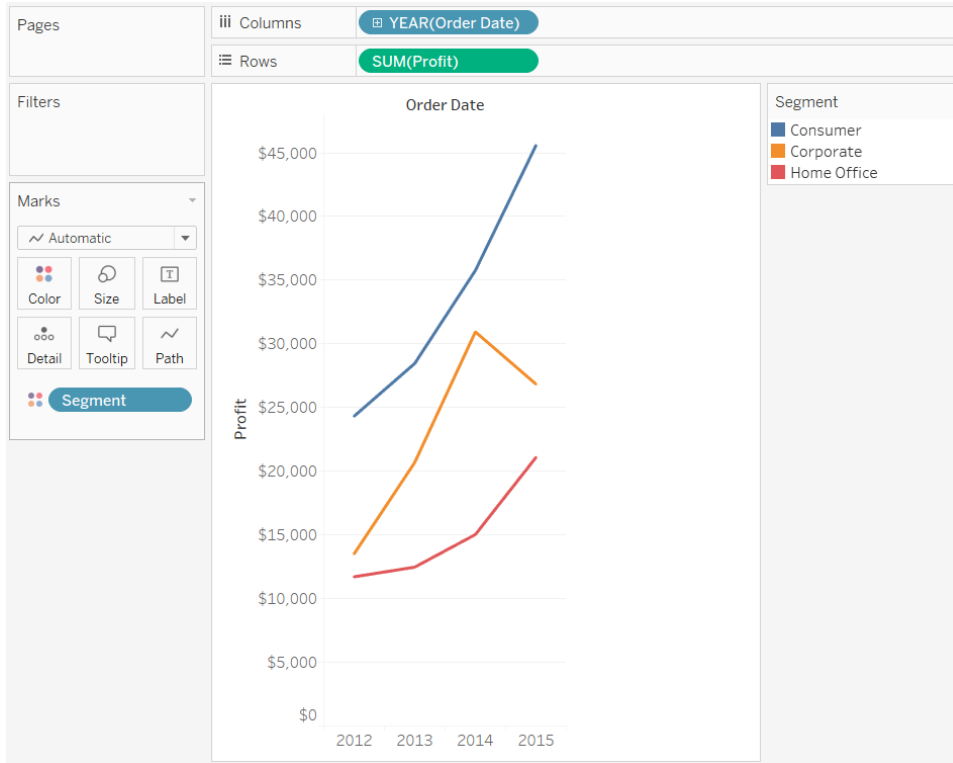 Pages
Columns
YEAR(Order Date)
Rows
SUM(Profit)
Filters
Marks
Automatic
Color
Size
Label
Detail
Tooltip
Path
Segment
Order Date
Profit
$45,000
$40,000
$35,000
$30,000
$25,000
$20,000
$15,000
$10,000
$5,000
$0
2012 2013 2014 2015
Segment
Consumer
Corporate
Home Office